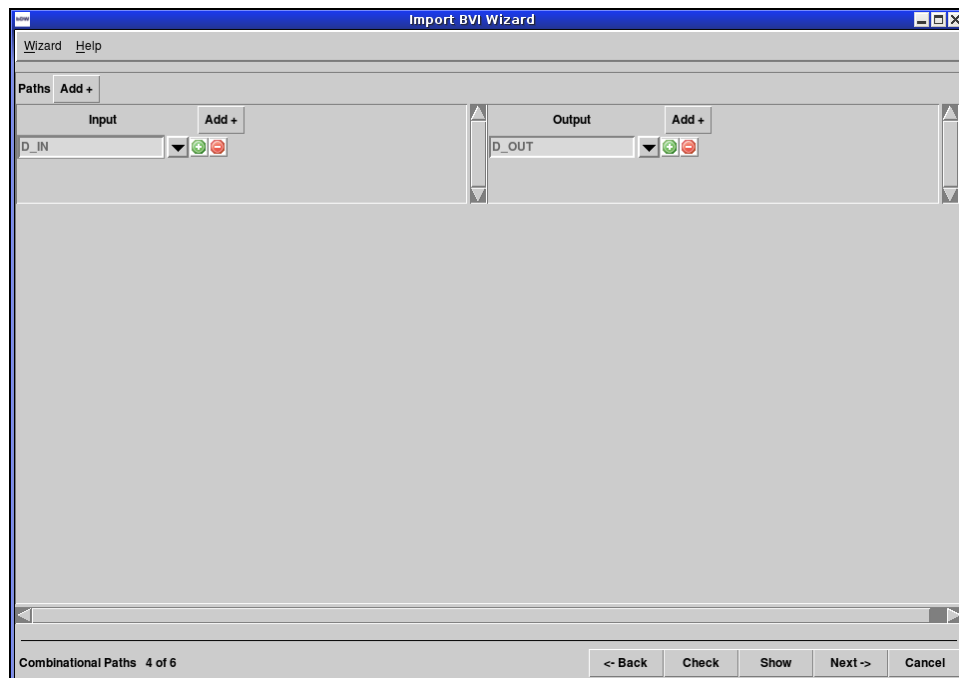 Import BVI Wizard
Wizard Help
Paths Add +
Input Add + Output Add +
D_IN D_OUT
Combinational Paths 4 of 6 <- Back Check Show Next -> Cancel